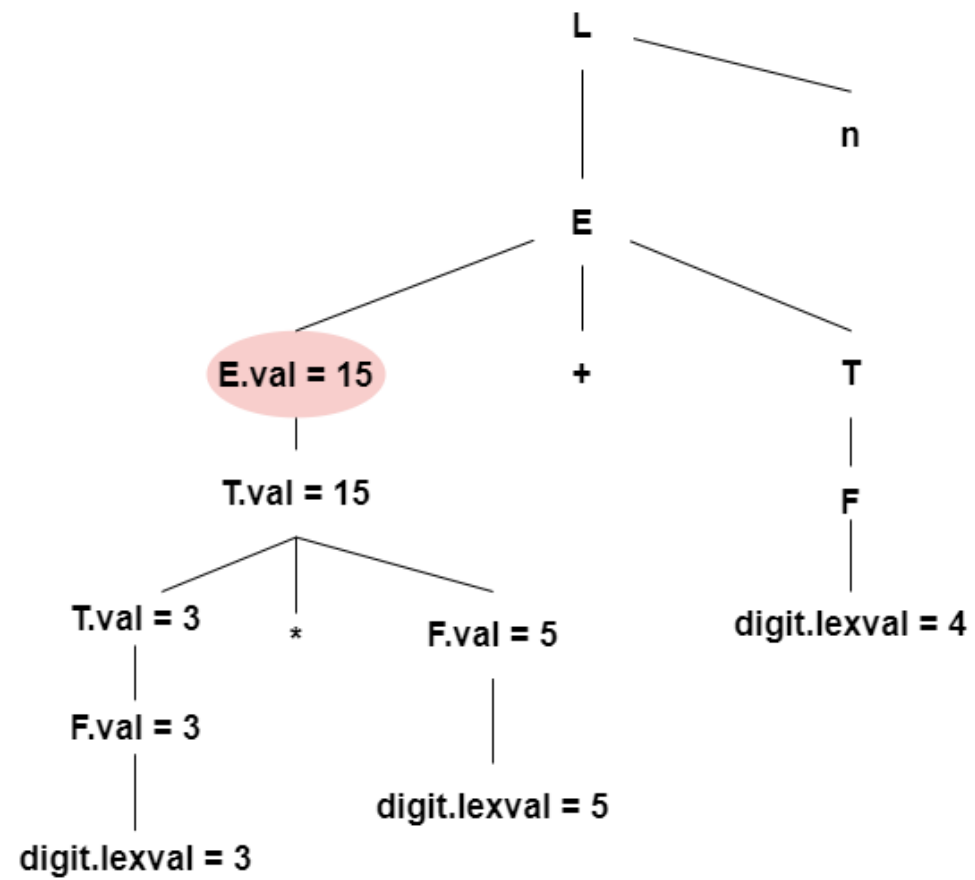 L
n
E
E.val = 15
+
T
T.val = 15
F
T.val = 3
*
F.val = 5
digit.lexval = 4
F.val = 3
digit.lexval = 5
digit.lexval = 3